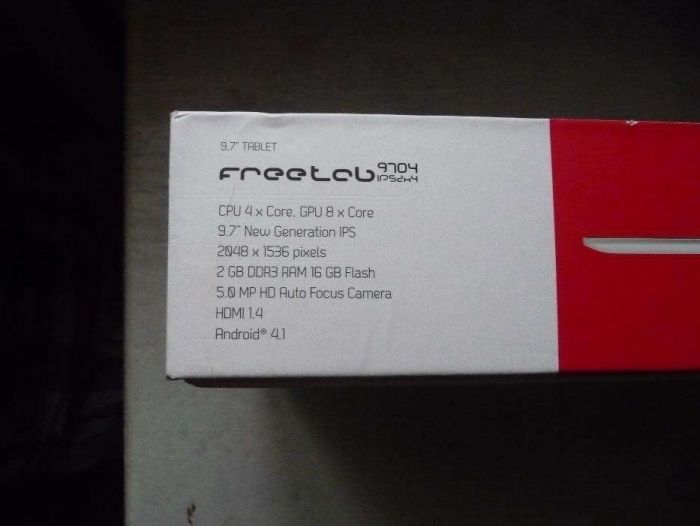 9.7" TABLET
freetab 9704
IPS2 X4
CPU 4 x Core, GPU 8 x Core
9.7" New Generation IPS
2048 x 1536 pixels
2 GB DDR3 RAM 16 GB Flash
5.0 MP HD Auto Focus Camera
HDMI 1.4
Android® 4.1